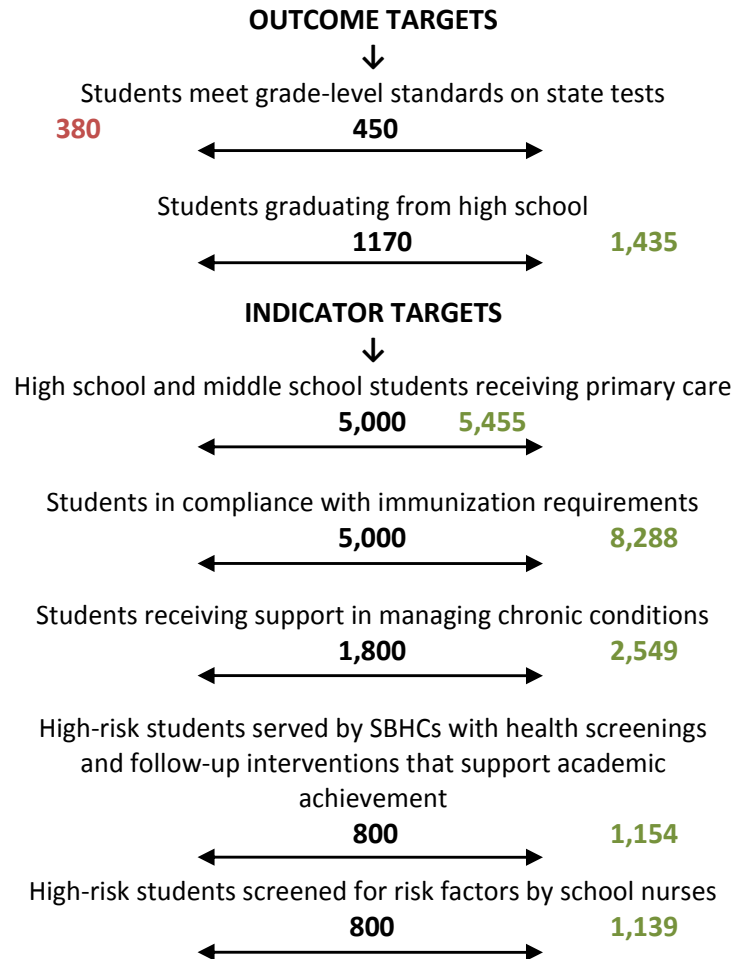 OUTCOME TARGETS
↓
Students meet grade-level standards on state tests
380 450
Students graduating from high school
1170 1,435
INDICATOR TARGETS
↓
High school and middle school students receiving primary care
5,000 5,455
Students in compliance with immunization requirements
5,000 8,288
Students receiving support in managing chronic conditions
1,800 2,549
High-risk students served by SBHCs with health screenings
and follow-up interventions that support academic
achievement
800 1,154
High-risk students screened for risk factors by school nurses
800 1,139